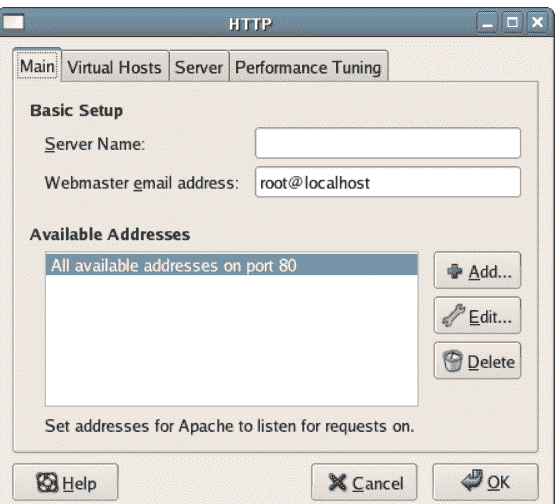 HTTP
Main Virtual Hosts Server Performance Tuning
Basic Setup
Server Name:
Webmaster email address: root@localhost
Available Addresses
All available addresses on port 80
Add...
Edit...
Delete
Set addresses for Apache to listen for requests on.
Help Cancel OK